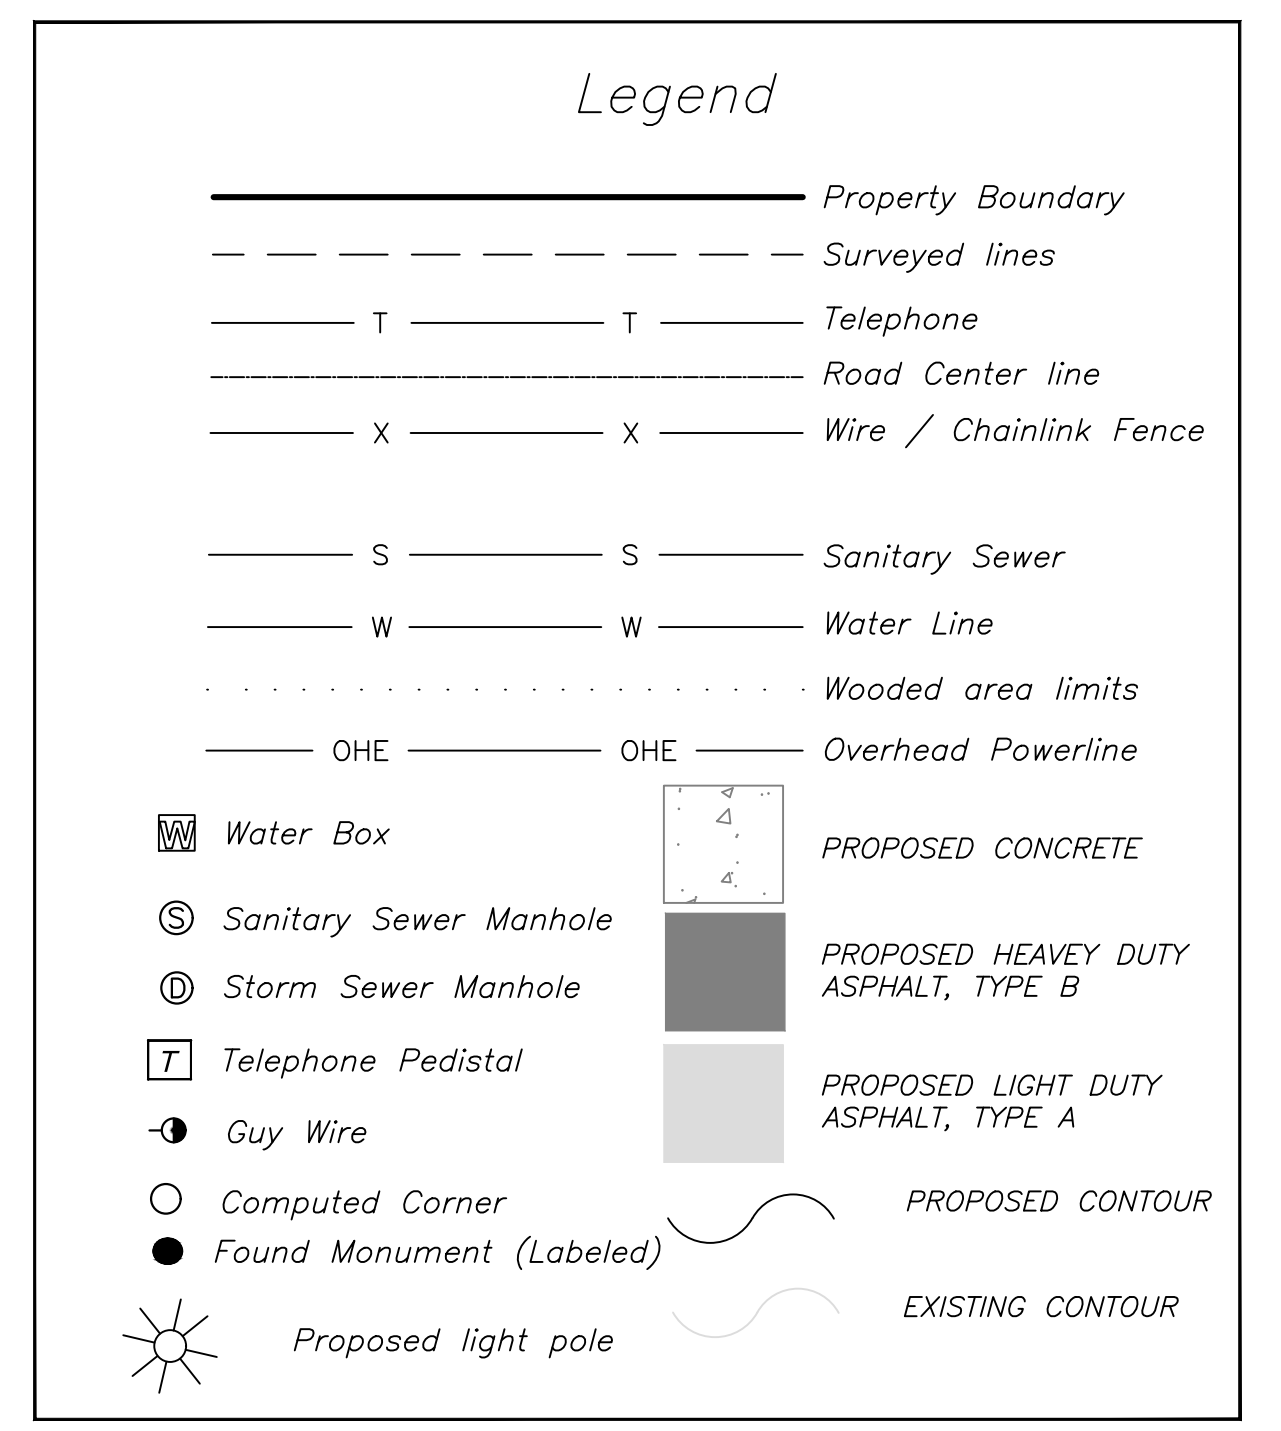 Legend
Property Boundary
Surveyed lines
T T Telephone
Road Center line
X X Wire / Chainlink Fence
S S Sanitary Sewer
W W Water Line
Wooded area limits
OHE OHE Overhead Powerline
W Water Box
S Sanitary Sewer Manhole
D Storm Sewer Manhole
T Telephone Pedistal
Guy Wire
Computed Corner
Found Monument (Labeled)
Proposed light pole
PROPOSED CONCRETE
PROPOSED HEAVEY DUTY
ASPHALT, TYPE B
PROPOSED LIGHT DUTY
ASPHALT, TYPE A
PROPOSED CONTOUR
EXISTING CONTOUR